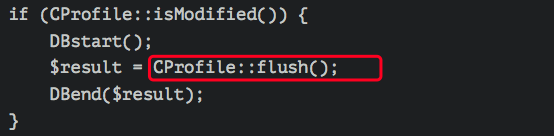 if (CProfile::isModified()) {
    DBstart();
    $result = CProfile::flush();
    DBend($result);
}